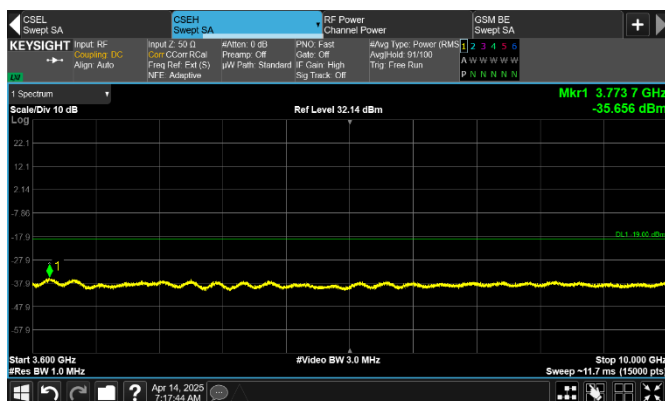 CSEL
Swept SA
CSEH
Swept SA
RF Power
Channel Power
GSM BE
Swept SA
+
KEYSIGHT
Input: RF
Coupling: DC
Align: Auto
Input Z: 50 Ω
Corr CCorr RCal
Freq Ref: Ext (S)
NFE: Adaptive
#Atten: 0 dB
Preamp: Off
µW Path: Standard
PNO: Fast
Gate: Off
IF Gain: High
Sig Track: Off
#Avg Type: Power (RMS
Avg|Hold: 91/100
Trig: Free Run
1 2 3 4 5 6
A W W W W W
P N N N N N
1 Spectrum
Scale/Div 10 dB
Ref Level 32.14 dBm
Mkr1 3.773 7 GHz
-35.656 dBm
Log
22.1
12.1
2.14
-7.86
-17.9
DL1 -19.00 dBm
-27.9
1
-37.9
-47.9
-57.9
Start 3.600 GHz
#Video BW 3.0 MHz
Stop 10.000 GHz
#Res BW 1.0 MHz
Sweep ~11.7 ms (15000 pts)
?
Apr 14, 2025
7:17:44 AM